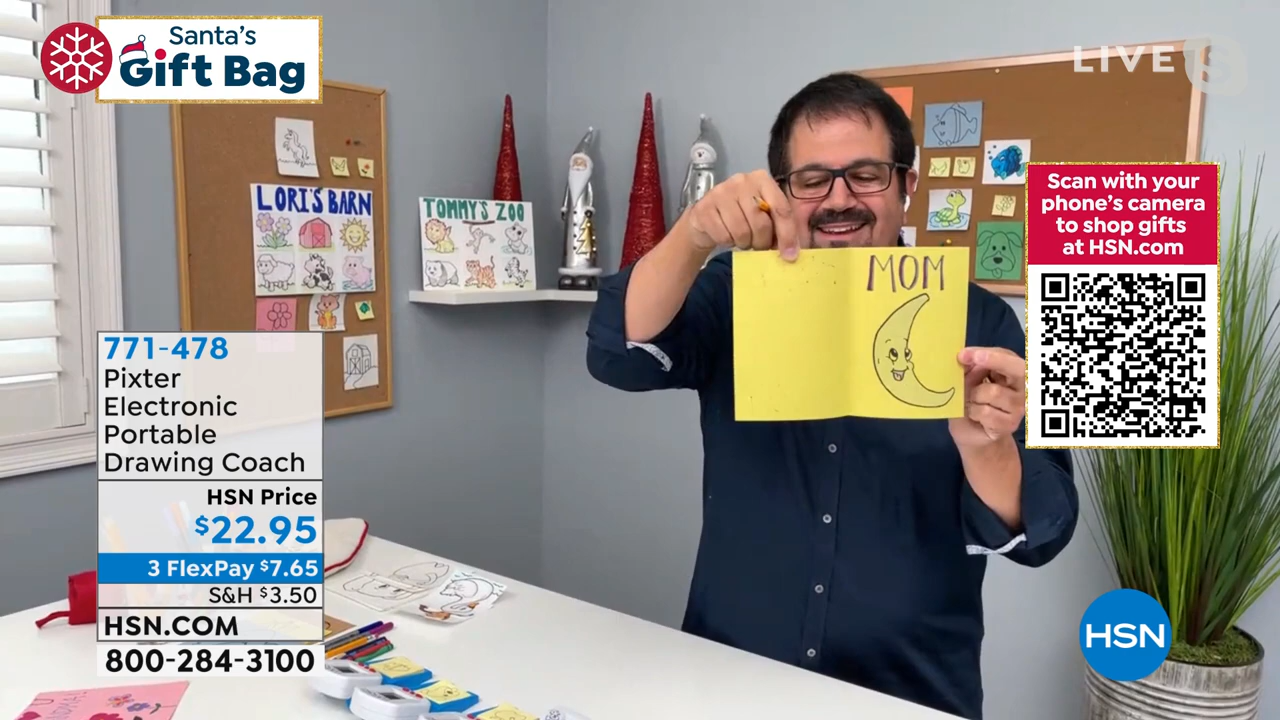 Santa's
Gift Bag
LIVE
S
Scan with your
phone's camera
to shop gifts
at HSN.com
LORI'S BARN
TOMMY'S ZOO
MOM
771-478
Pixter
Electronic
Portable
Drawing Coach
HSN Price
$22.95
3 FlexPay $7.65
S&H $3.50
HSN.COM
800-284-3100
HSN